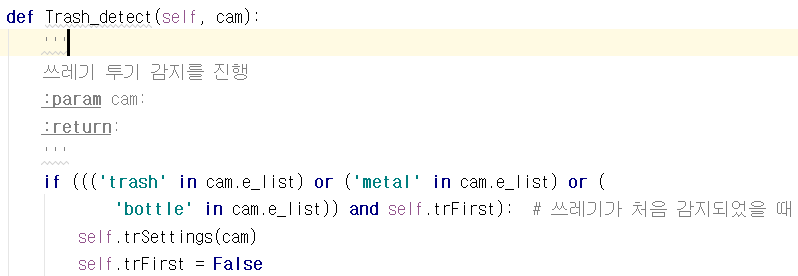 def Trash_detect(self, cam):
'''
쓰레기 투기 감지를 진행
:param cam:
:return:
'''
if ((('trash' in cam.e_list) or ('metal' in cam.e_list) or (
'bottle' in cam.e_list)) and self.trFirst):  # 쓰레기가 처음 감지되었을 때
self.trSettings(cam)
self.trFirst = False